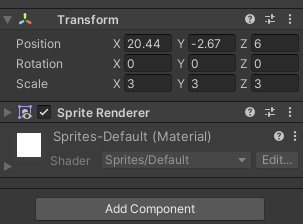 Transform
Position X 20.44 Y -2.67 Z 6
Rotation X 0 Y 0 Z 0
Scale X 3 Y 3 Z 3
Sprite Renderer
Sprites-Default (Material)
Shader Sprites/Default Edit...
Add Component